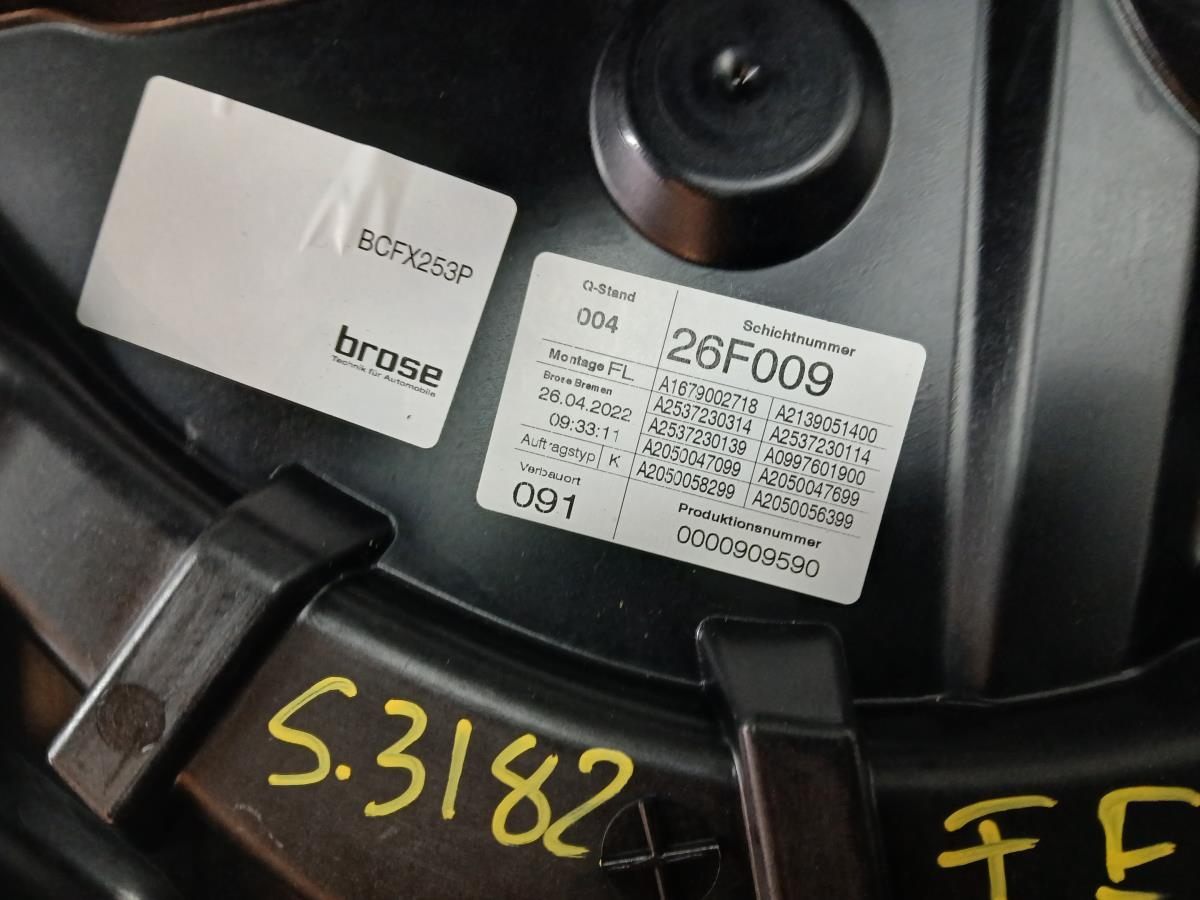 BCFX253P
brose
Technik für Automobile
Q-Stand
004
Schichtnummer
26F009
Montage FL
Brose Bremen
26.04.2022
09:33:11
Auftragstyp K
Verbauort
091
A1679002718 A2139051400
A2537230314 A2537230114
A2537230139 A0997601900
A2050047099 A2050047699
A2050058299 A2050056399
Produktionsnummer
0000909590
S.3182